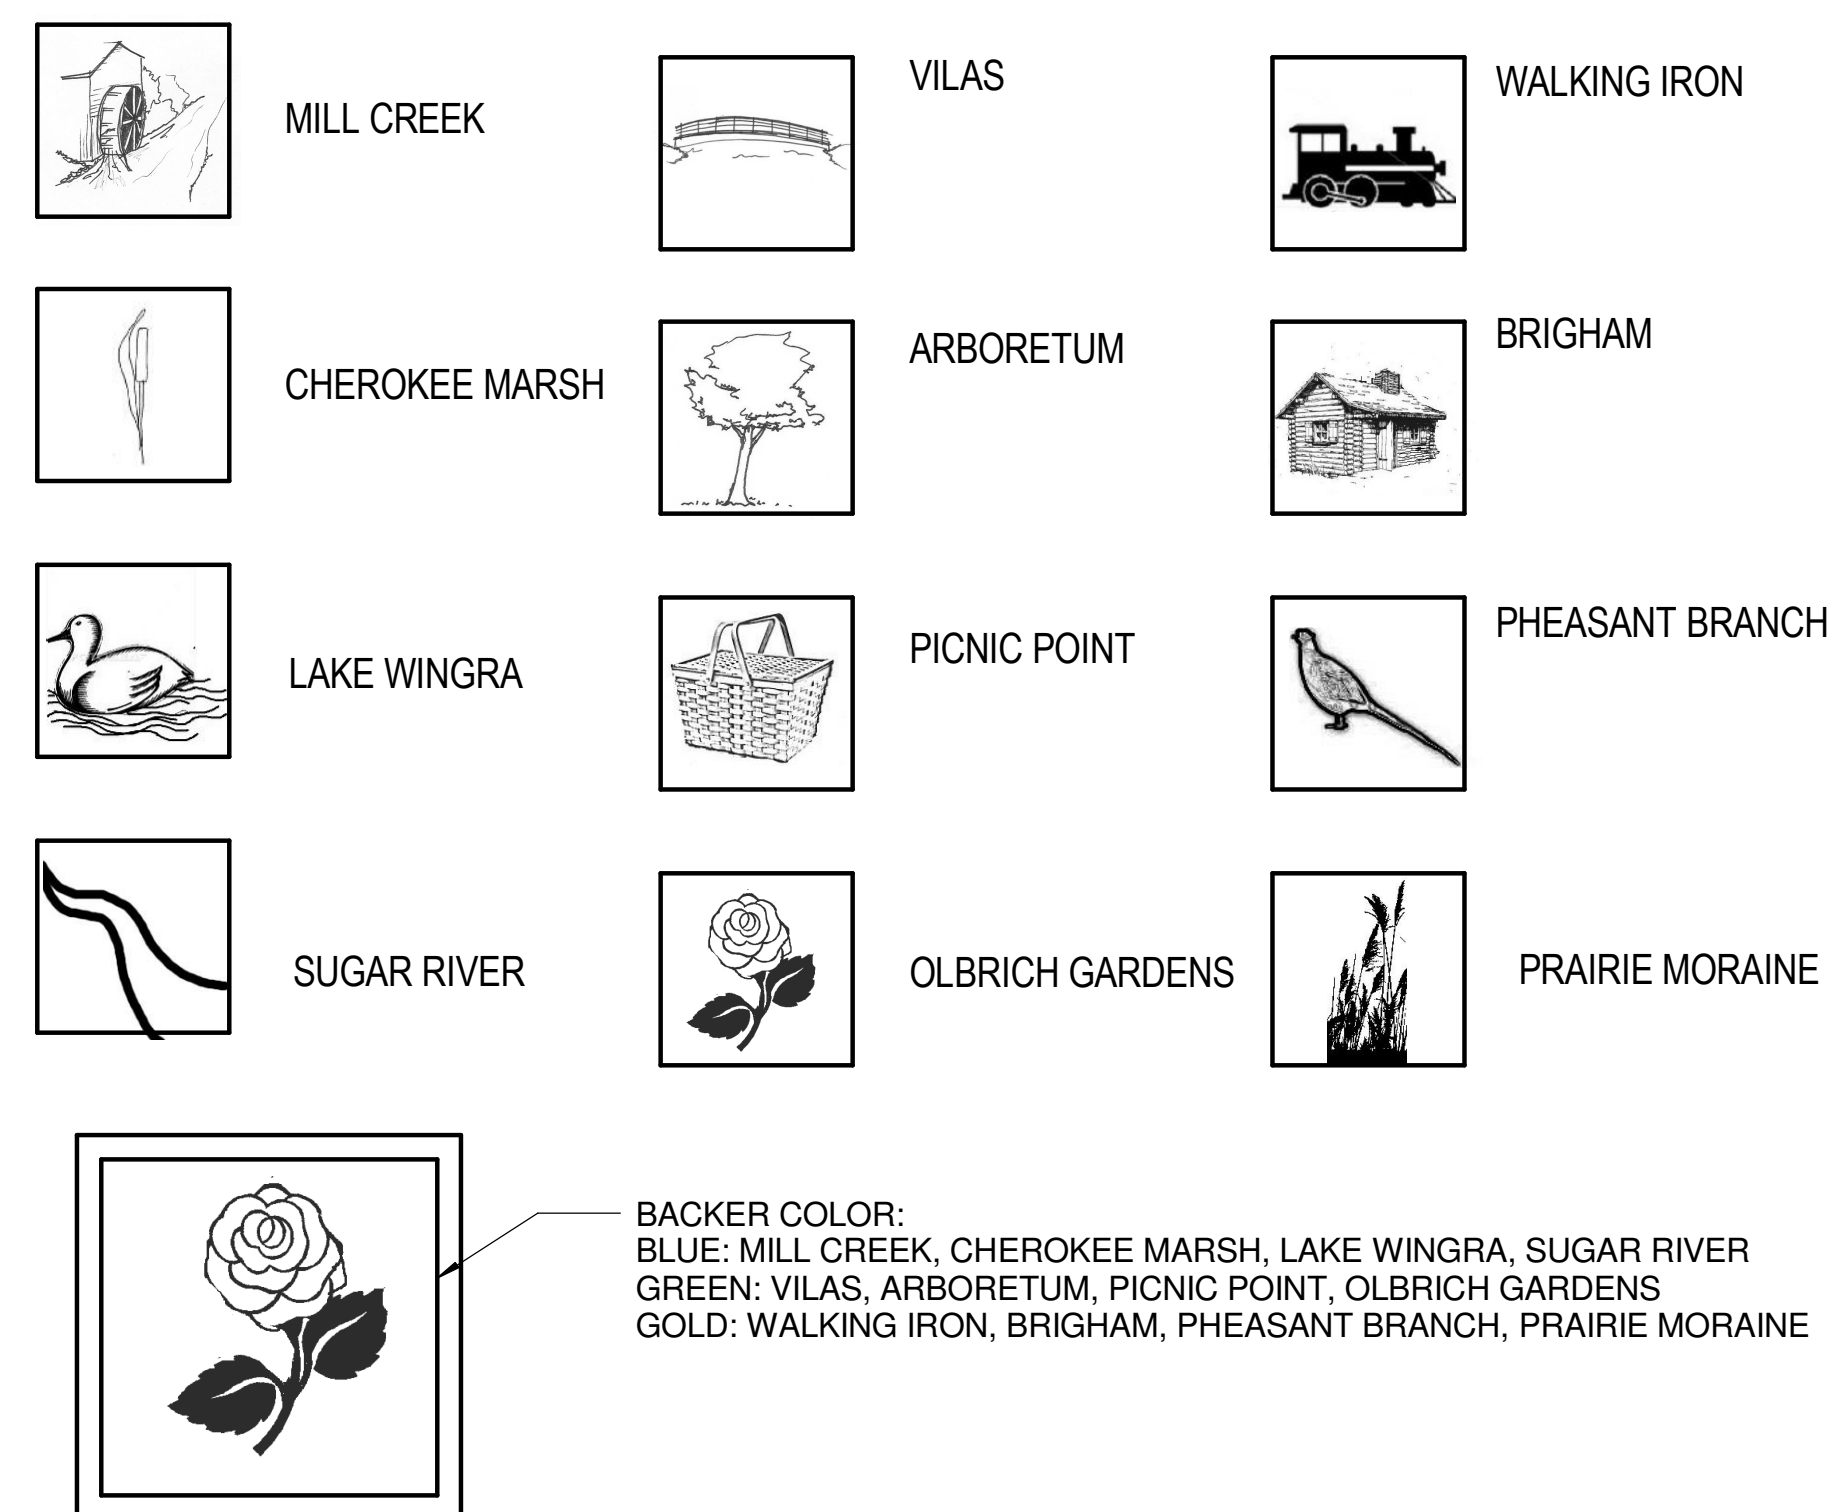 MILL CREEK
VILAS
WALKING IRON
CHEROKEE MARSH
ARBORETUM
BRIGHAM
LAKE WINGRA
PICNIC POINT
PHEASANT BRANCH
SUGAR RIVER
OLBRICH GARDENS
PRAIRIE MORAINE
BACKER COLOR:
BLUE: MILL CREEK, CHEROKEE MARSH, LAKE WINGRA, SUGAR RIVER
GREEN: VILAS, ARBORETUM, PICNIC POINT, OLBRICH GARDENS
GOLD: WALKING IRON, BRIGHAM, PHEASANT BRANCH, PRAIRIE MORAINE